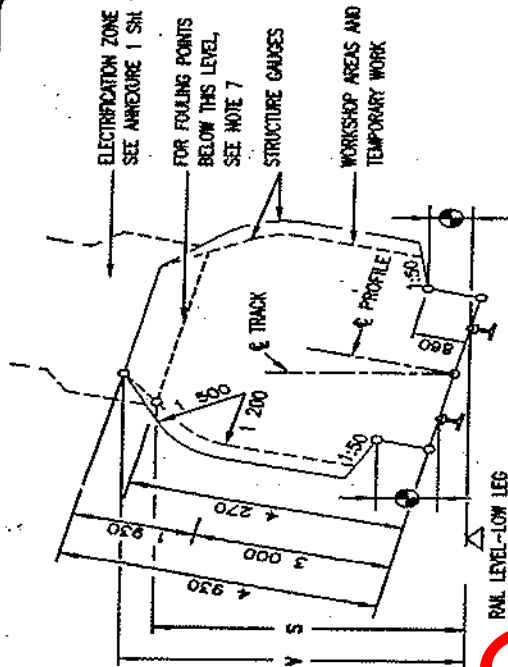 ELECTRIFICATION ZONE
SEE ANNEXURE 1 Sht
FOR FOULING POINTS
BELOW THIS LEVEL,
SEE NOTE 7
STRUCTURE GAUGES
WORKSHOP AREAS AND
TEMPORARY WORK
1 500
1 200
℄ TRACK
℄ PROFILE
1:50
1:50
860
4 270
1 930
3 000
4 930
S
V
RAIL LEVEL-LOW LEG